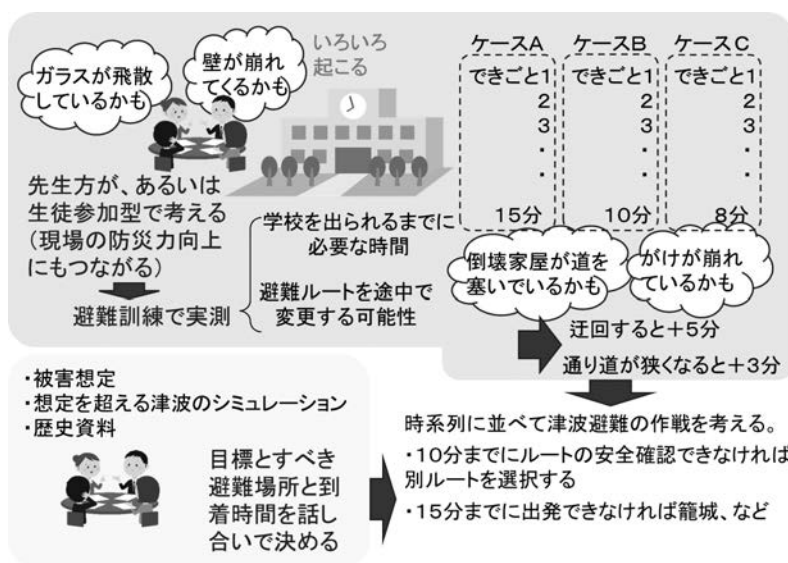 ガラスが飛散
しているかも
壁が崩れ
てくるかも
いろいろ
起こる
先生方が、あるいは
生徒参加型で考える
（現場の防災力向上
にもつながる）
避難訓練で実測
学校を出られるまでに
必要な時間
避難ルートを途中で
変更する可能性
ケースA
できごと1
2
3
・
・
15分
ケースB
できごと1
2
3
・
・
10分
ケースC
できごと1
2
3
・
・
8分
倒壊家屋が道を
塞いでいるかも
がけが崩れ
ているかも
迂回すると＋5分
通り道が狭くなると＋3分
・被害想定
・想定を超える津波のシミュレーション
・歴史資料
目標とすべき
避難場所と到
着時間を話し
合いで決める
時系列に並べて津波避難の作戦を考える。
・10分までにルートの安全確認できなければ
別ルートを選択する
・15分までに出発できなければ籠城、など